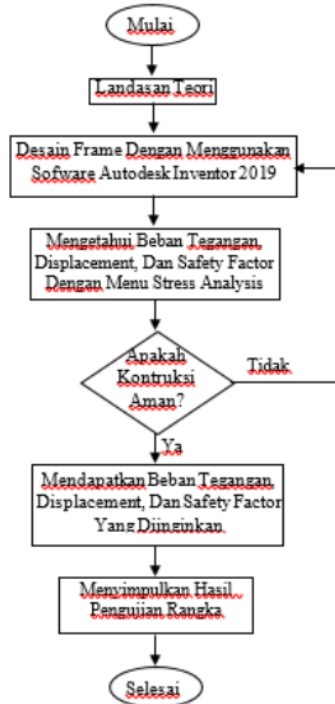 Mulai
Landasan Teori
Desain Frame Dengan Menggunakan
Sofware Autodesk Inventor 2019
Mengetahui Beban Tegangan,
Displacement, Dan Safety Factor
Dengan Menu Stress Analysis
Apakah
Kontruksi
Aman?
Tidak
Ya
Mendapatkan Beban Tegangan,
Displacement, Dan Safety Factor
Yang Diinginkan
Menyimpulkan Hasil
Pengujian Rangka
Selesai